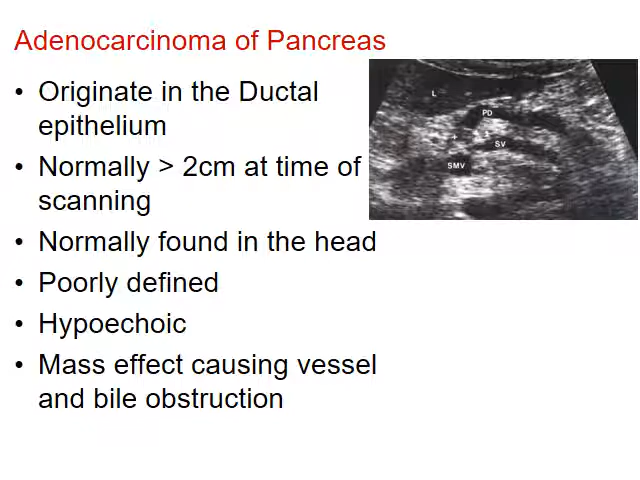 Adenocarcinoma of Pancreas
• Originate in the Ductal
epithelium
• Normally > 2cm at time of
scanning
• Normally found in the head
• Poorly defined
• Hypoechoic
• Mass effect causing vessel
and bile obstruction
L
PD
SV
SMV